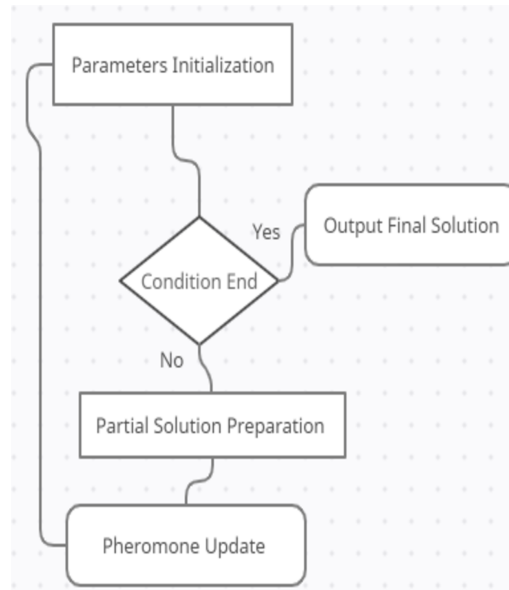 Parameters Initialization
Yes
Output Final Solution
Condition End
No
Partial Solution Preparation
Pheromone Update